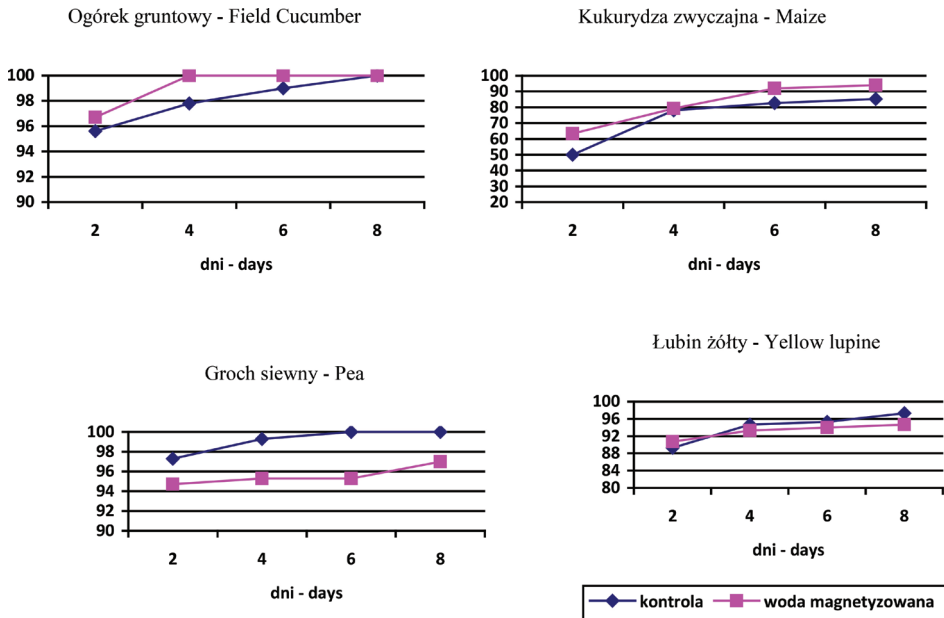 Ogórek gruntowy - Field Cucumber
100
98
96
94
92
90
2 4 6 8
dni - days
Kukurydza zwyczajna - Maize
100
90
80
70
60
50
40
30
20
2 4 6 8
dni - days
Groch siewny - Pea
100
98
96
94
92
90
2 4 6 8
dni - days
Łubin żółty - Yellow lupine
100
96
92
88
84
80
2 4 6 8
dni - days
kontrola woda magnetyzowana